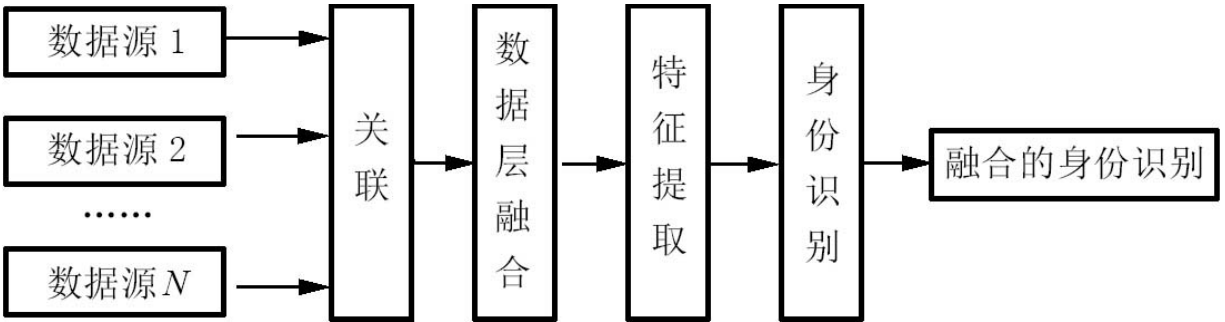 数据源1
数据源2
……
数据源N
关联
数据层融合
特征提取
身份识别
融合的身份识别